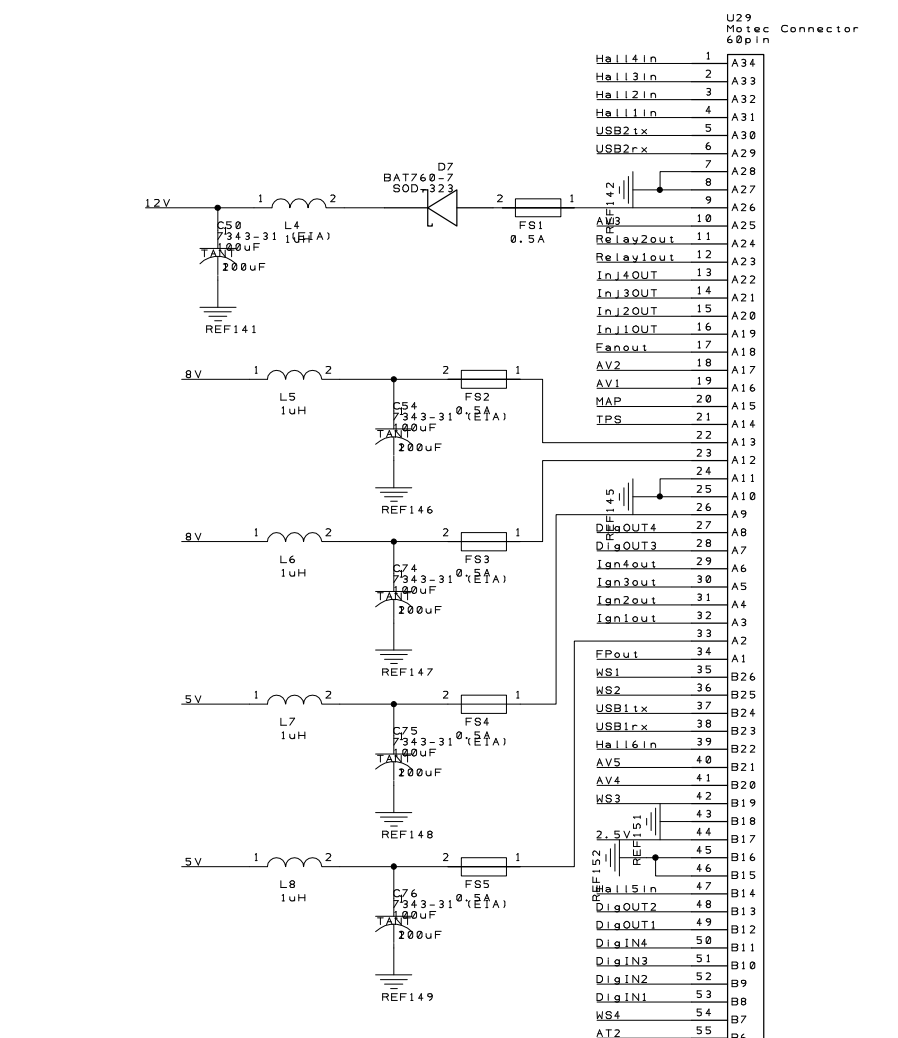 U29
Motec Connector
60pin
Hall4In 1 A34
Hall3In 2 A33
Hall2In 3 A32
Hall1In 4 A31
USB2tx 5 A30
USB2rx 6 A29
7 A28
8 A27
REF142
12V 1 2 L4 1uH
D7
BAT760-7
SOD-323
2 1 FS1 0.5A
9 A26
C50
7343-31 (EIA)
100uF
TANT
REF141
AV3 10 A25
Relay2out 11 A24
Relay1out 12 A23
Inj4OUT 13 A22
Inj3OUT 14 A21
Inj2OUT 15 A20
Inj1OUT 16 A19
Fanout 17 A18
AV2 18 A17
AV1 19 A16
MAP 20 A15
TPS 21 A14
8V 1 2 L5 1uH
2 1 FS2 0.5A
C54
7343-31 (EIA)
100uF
TANT
REF146
22 A13
23 A12
24 A11
25 A10
REF145
26 A9
DigOUT4 27 A8
DigOUT3 28 A7
Ign4out 29 A6
Ign3out 30 A5
Ign2out 31 A4
Ign1out 32 A3
8V 1 2 L6 1uH
2 1 FS3 0.5A
C74
7343-31 (EIA)
100uF
TANT
REF147
33 A2
FPout 34 A1
WS1 35 B26
WS2 36 B25
USB1tx 37 B24
USB1rx 38 B23
Hall6In 39 B22
AV5 40 B21
AV4 41 B20
WS3 42 B19
5V 1 2 L7 1uH
2 1 FS4 0.5A
C75
7343-31 (EIA)
100uF
TANT
REF148
43 B18
REF151
2.5V 44 B17
45 B16
46 B15
REF152
Hall5In 47 B14
DigOUT2 48 B13
DigOUT1 49 B12
DigIN4 50 B11
DigIN3 51 B10
DigIN2 52 B9
DigIN1 53 B8
WS4 54 B7
AT2 55 B6
5V 1 2 L8 1uH
2 1 FS5 0.5A
C76
7343-31 (EIA)
100uF
TANT
REF149